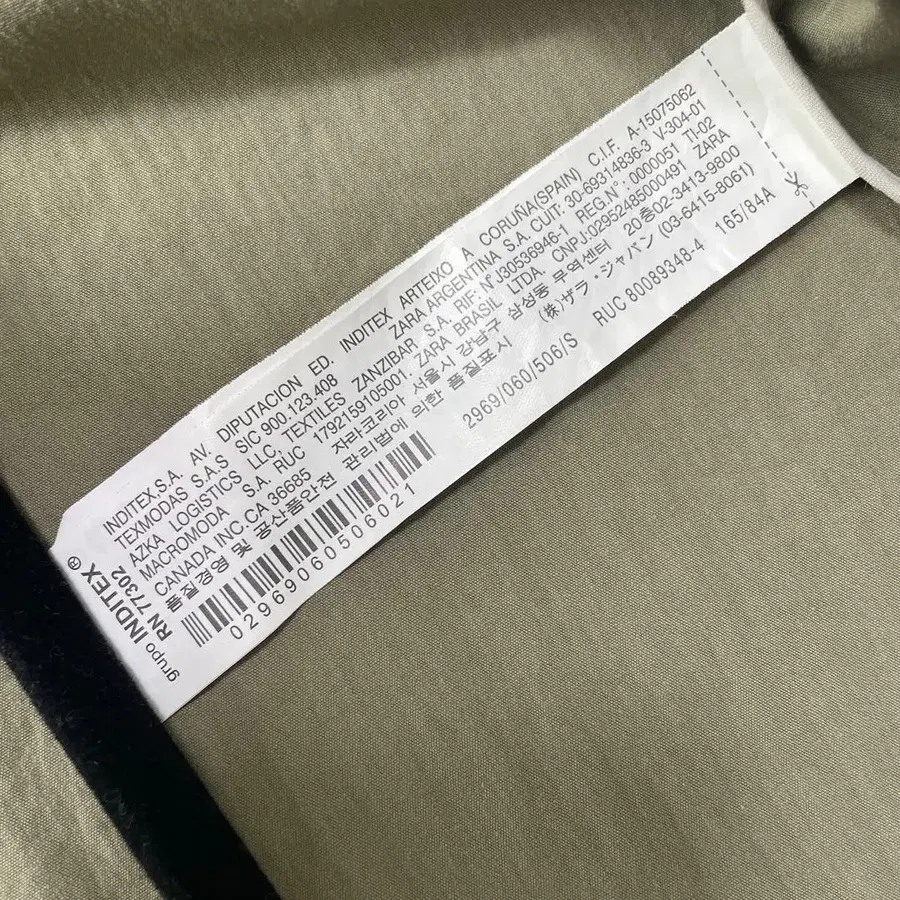 grupo INDITEX®
RN 77302
INDITEX,S.A. AV. DIPUTACION ED. INDITEX ARTEIXO A CORUÑA(SPAIN) C.I.F. A-15075062
TEXMODAS S.A.S SIC 900.123.408 ZARA ARGENTINA S.A. CUIT: 30-69314836-3 V-304-01
AZKA LOGISTICS LLC, TEXTILES ZANZIBAR S.A. RIF: Nº J30536946-1 REG.N°: 0000051 TI-02
MACROMODA S.A. RUC 1792159105001 ZARA BRASIL LTDA. CNPJ:02952485000491 ZARA
CANADA INC. CA 36685 자라코리아 서울시 강남구 삼성동 무역센터 20층02-3413-9800
품질경영 및 공산품안전 관리법에 의한 품질표시 (株)ザラ・ジャパン (03-6415-8061)
2969/060/506/S RUC 80089348-4 165/84A
02969060506021